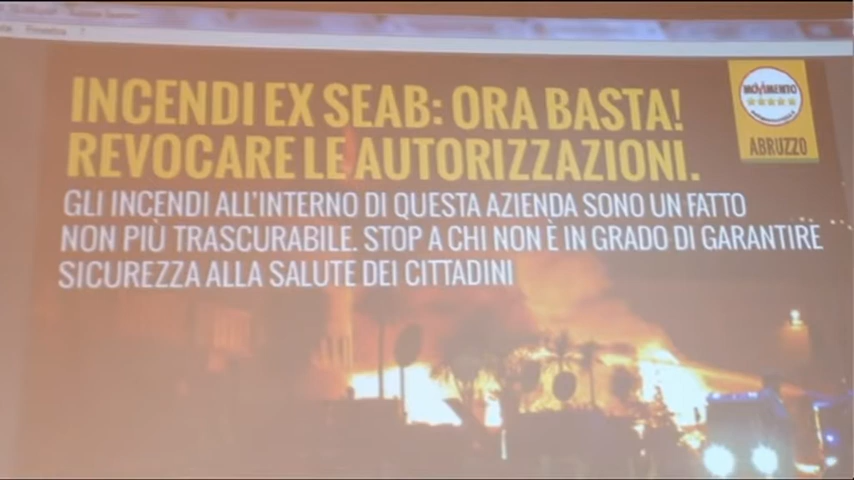 INCENDI EX SEAB: ORA BASTA!
REVOCARE LE AUTORIZZAZIONI.
MOVIMENTO
ABRUZZO
GLI INCENDI ALL'INTERNO DI QUESTA AZIENDA SONO UN FATTO
NON PIÙ TRASCURABILE. STOP A CHI NON È IN GRADO DI GARANTIRE
SICUREZZA ALLA SALUTE DEI CITTADINI